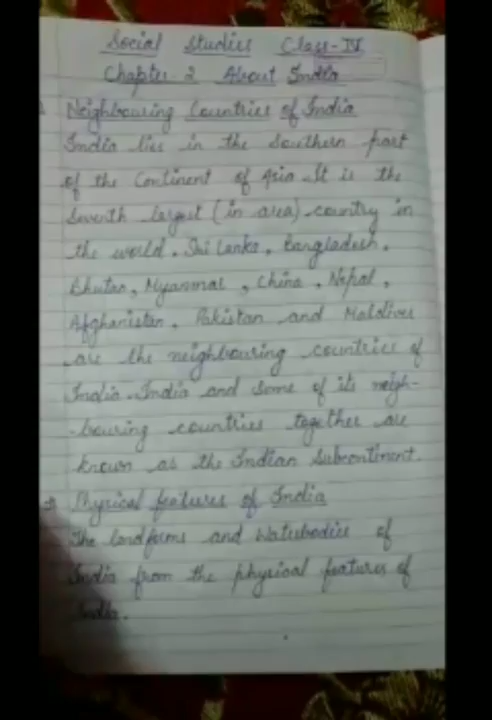 Social Studies Class-IV
Chapter-2 About India
Neighbouring Countries of India
India lies in the Southern part
of the Continent of Asia. It is the
Seventh largest (in area) country in
the world. Sri Lanka, Bangladesh,
Bhutan, Myanmar, China, Nepal,
Afghanistan, Pakistan and Maldives
are the neighbouring countries of
India. India and some of its neigh-
-bouring countries together are
known as the Indian Subcontinent.
Physical features of India
The landforms and Waterbodies of
India from the physical features of
India.